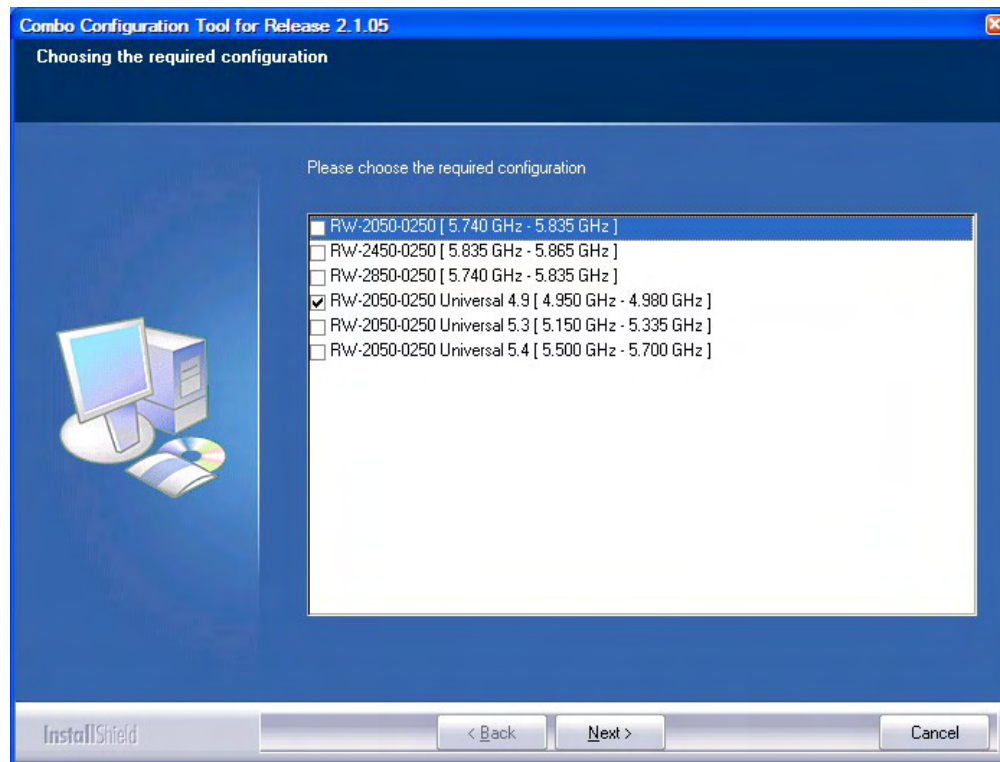 Combo Configuration Tool for Release 2.1.05
Choosing the required configuration
Please choose the required configuration
RW-2050-0250 [ 5.740 GHz - 5.835 GHz ]
RW-2450-0250 [ 5.835 GHz - 5.865 GHz ]
RW-2850-0250 [ 5.740 GHz - 5.835 GHz ]
RW-2050-0250 Universal 4.9 [ 4.950 GHz - 4.980 GHz ]
RW-2050-0250 Universal 5.3 [ 5.150 GHz - 5.335 GHz ]
RW-2050-0250 Universal 5.4 [ 5.500 GHz - 5.700 GHz ]
InstallShield
< Back Next > Cancel